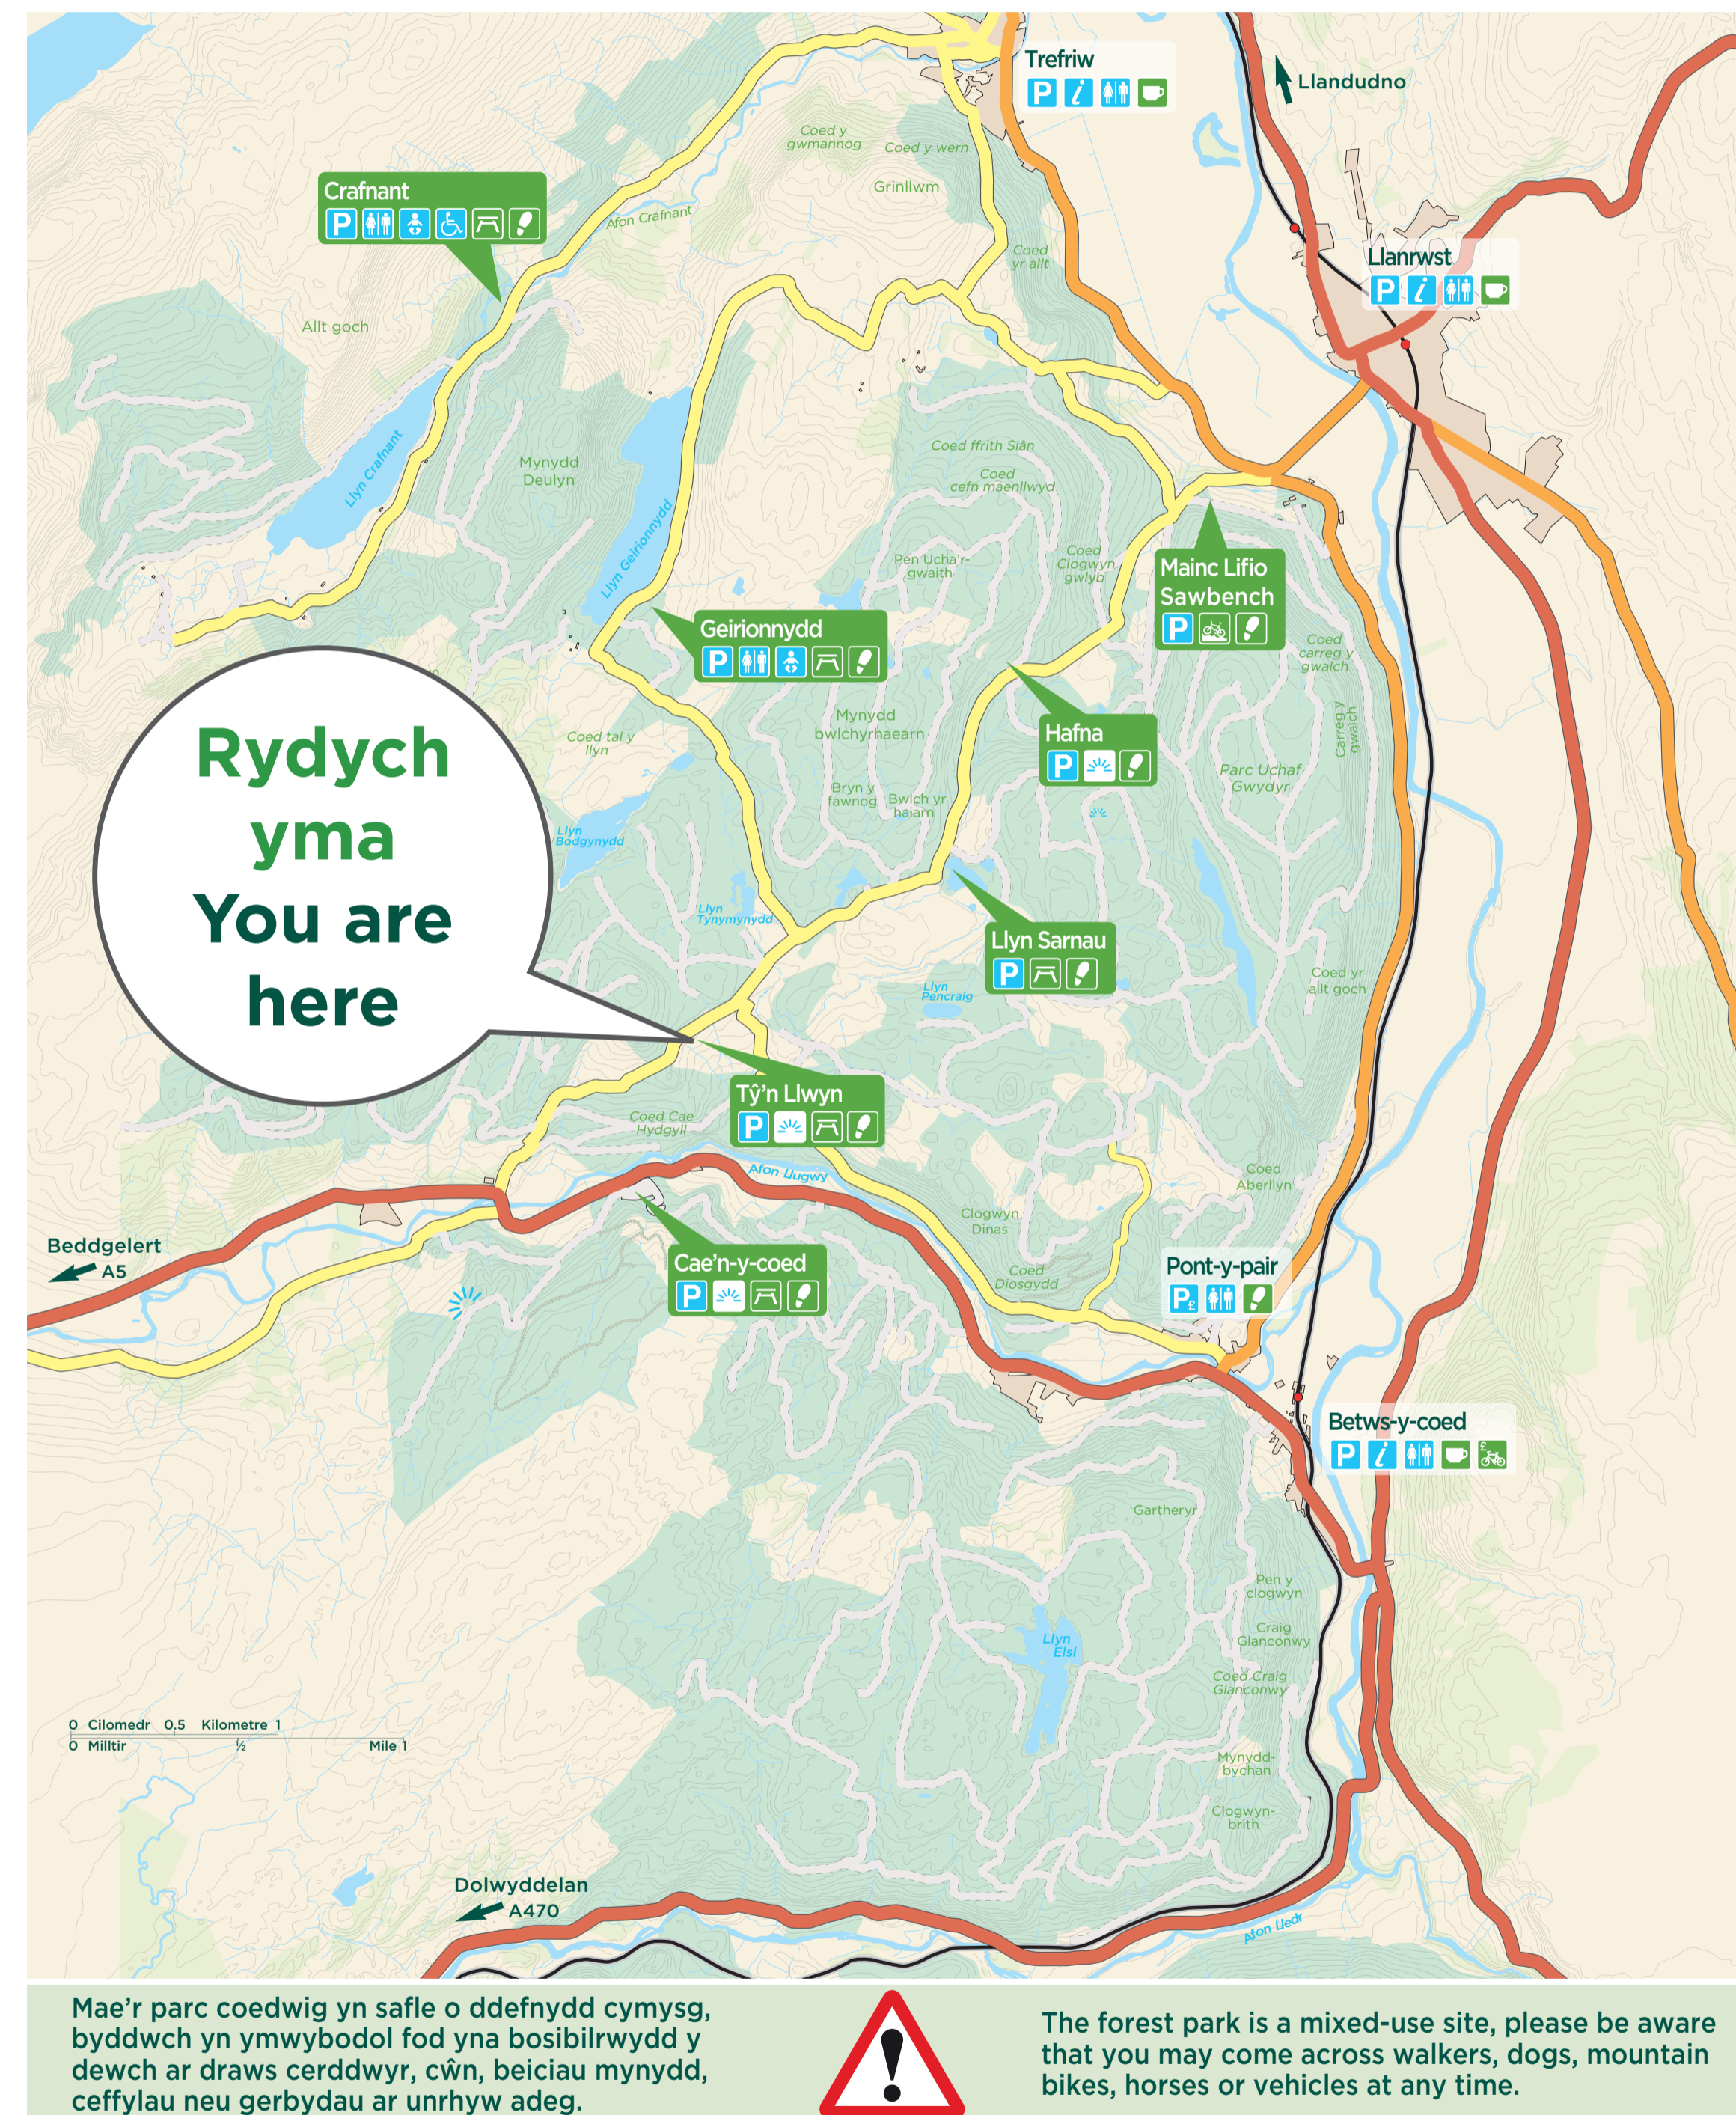 Trefriw
P i
Llandudno
Coed y
gwmannog
Coed y wern
Grinllwm
Crafnant
P
Afon Crafnant
Coed
yr allt
Llanrwst
P i
Allt goch
Llyn Crafnant
Mynydd
Deulyn
Llyn Geirionnydd
Coed ffrith Siân
Coed
cefn maenllwyd
Pen Ucha'r-
gwaith
Coed
Clogwyn
gwlyb
Mainc Lifio
Sawbench
P
Geirionnydd
P
Coed
carreg y
gwalch
Carreg y
gwalch
Rydych
yma
You are
here
Coed tal y
llyn
Mynydd
bwlchyrhaearn
Hafna
P
Parc Uchaf
Gwydyr
Bryn y
fawnog
Bwlch yr
haiarn
Llyn
Bodgynydd
Llyn
Tynymynydd
Llyn Sarnau
P
Llyn
Pencraig
Coed yr
allt goch
Tŷ'n Llwyn
P
Coed Cae
Hydgyll
Afon Llugwy
Coed
Aberllyn
Clogwyn
Dinas
Beddgelert
A5
Cae'n-y-coed
P
Coed
Diosgydd
Pont-y-pair
P£
Betws-y-coed
P i £
Gartheryr
Pen y
clogwyn
Craig
Glanconwy
Llyn
Elsi
Coed Craig
Glanconwy
0 Cilomedr 0.5 Kilometre 1
0 Milltir ½ Mile 1
Mynydd-
bychan
Clogwyn-
brith
Dolwyddelan
A470
Afon Lledr
Mae'r parc coedwig yn safle o ddefnydd cymysg,
byddwch yn ymwybodol fod yna bosibilrwydd y
dewch ar draws cerddwyr, cŵn, beiciau mynydd,
ceffylau neu gerbydau ar unrhyw adeg.
!
The forest park is a mixed-use site, please be aware
that you may come across walkers, dogs, mountain
bikes, horses or vehicles at any time.